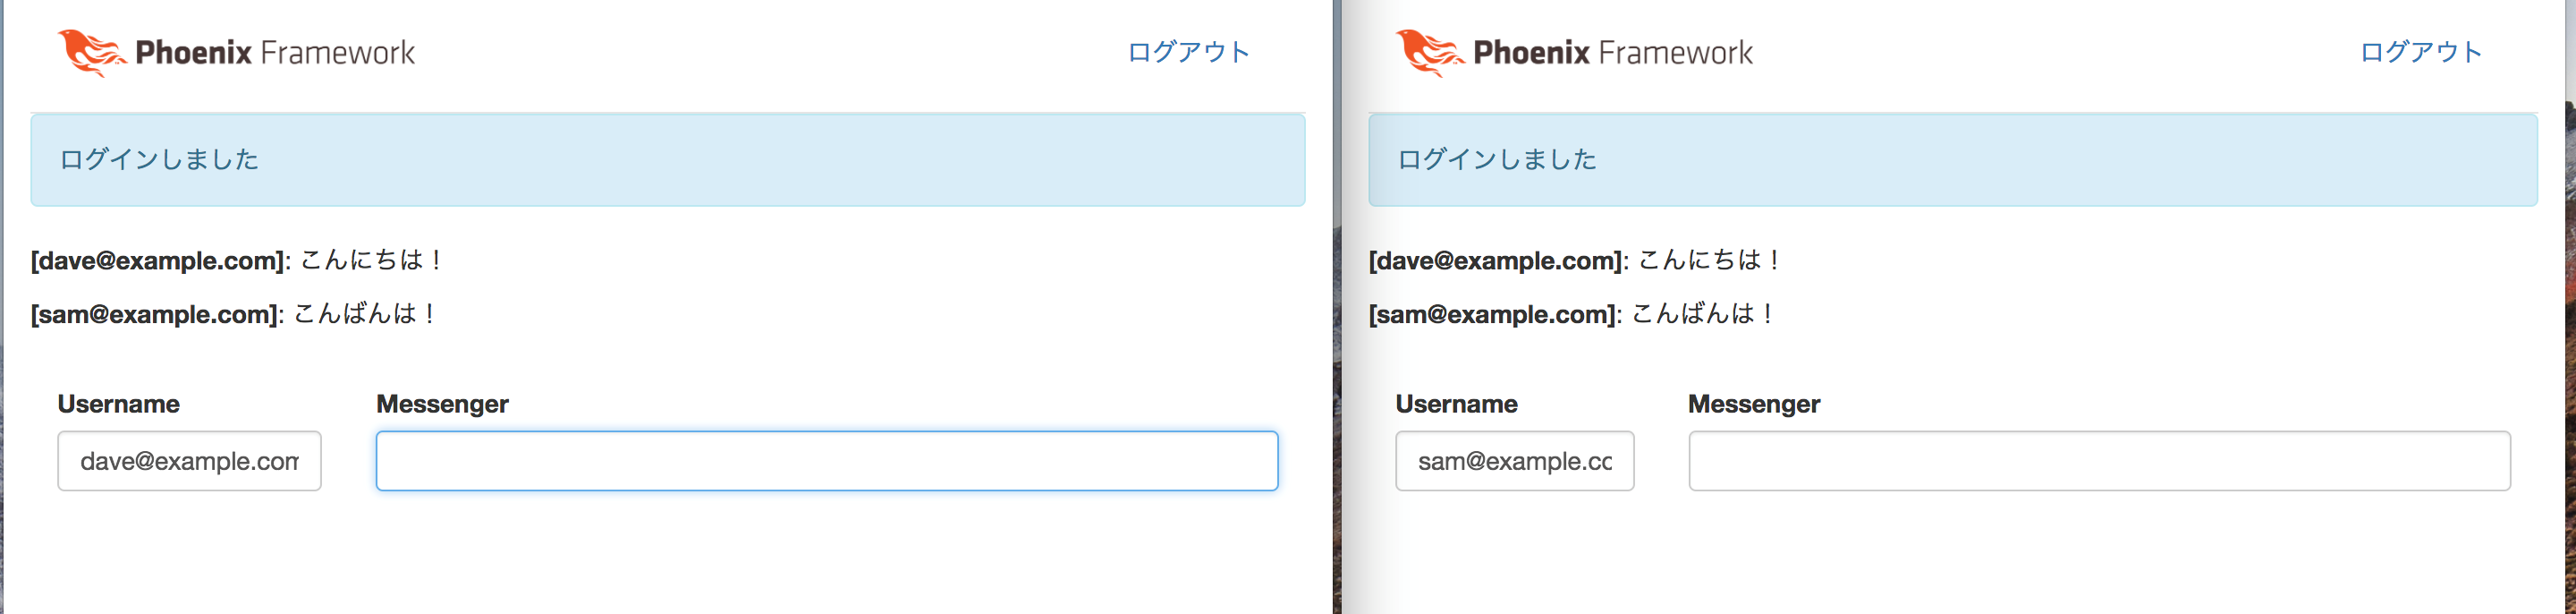 Phoenix Framework
ログアウト
ログインしました
[dave@example.com]: こんにちは！
[sam@example.com]: こんばんは！
Username
Messenger
dave@example.com
Phoenix Framework
ログアウト
ログインしました
[dave@example.com]: こんにちは！
[sam@example.com]: こんばんは！
Username
Messenger
sam@example.cc